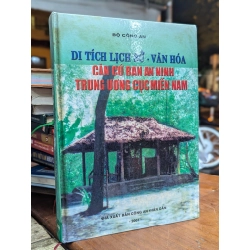 BỘ CÔNG AN
DI TÍCH LỊCH SỬ - VĂN HÓA
CĂN CỨ BAN AN NINH
TRUNG ƯƠNG CỤC MIỀN NAM
NHÀ XUẤT BẢN CÔNG AN NHÂN DÂN